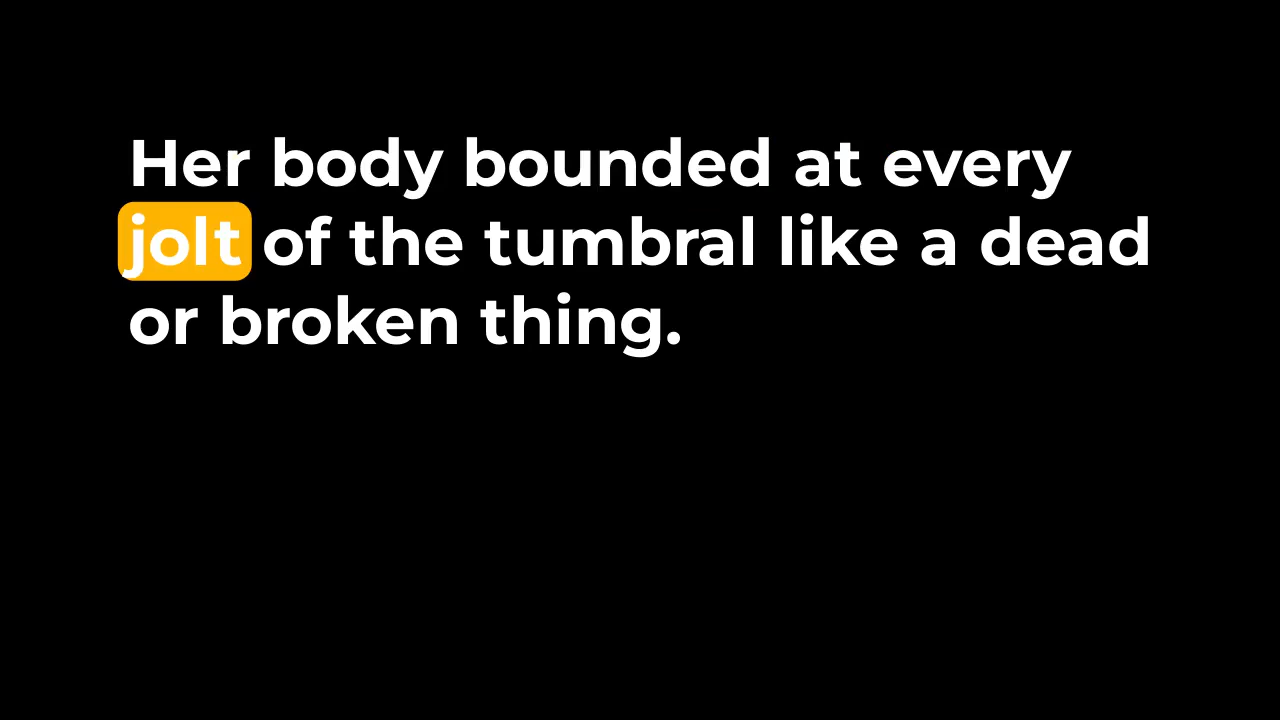 Her body bounded at every
jolt of the tumbral like a dead
or broken thing.